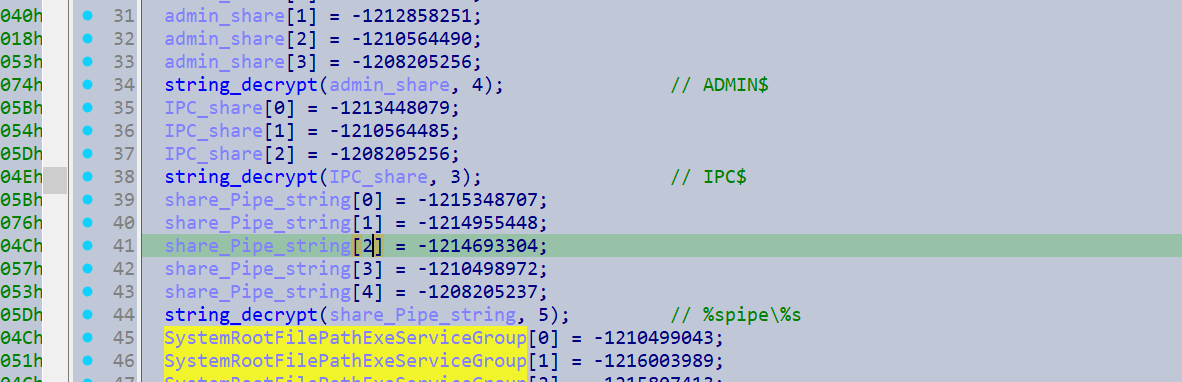 040h 31 admin_share[1] = -1212858251;
018h 32 admin_share[2] = -1210564490;
053h 33 admin_share[3] = -1208205256;
074h 34 string_decrypt(admin_share, 4); // ADMIN$
05Bh 35 IPC_share[0] = -1213448079;
054h 36 IPC_share[1] = -1210564485;
05Dh 37 IPC_share[2] = -1208205256;
04Eh 38 string_decrypt(IPC_share, 3); // IPC$
05Bh 39 share_Pipe_string[0] = -1215348707;
076h 40 share_Pipe_string[1] = -1214955448;
04Ch 41 share_Pipe_string[2] = -1214693304;
057h 42 share_Pipe_string[3] = -1210498972;
053h 43 share_Pipe_string[4] = -1208205237;
05Dh 44 string_decrypt(share_Pipe_string, 5); // %spipe\%s
04Ch 45 SystemRootFilePathExeServiceGroup[0] = -1210499043;
051h 46 SystemRootFilePathExeServiceGroup[1] = -1216003989;